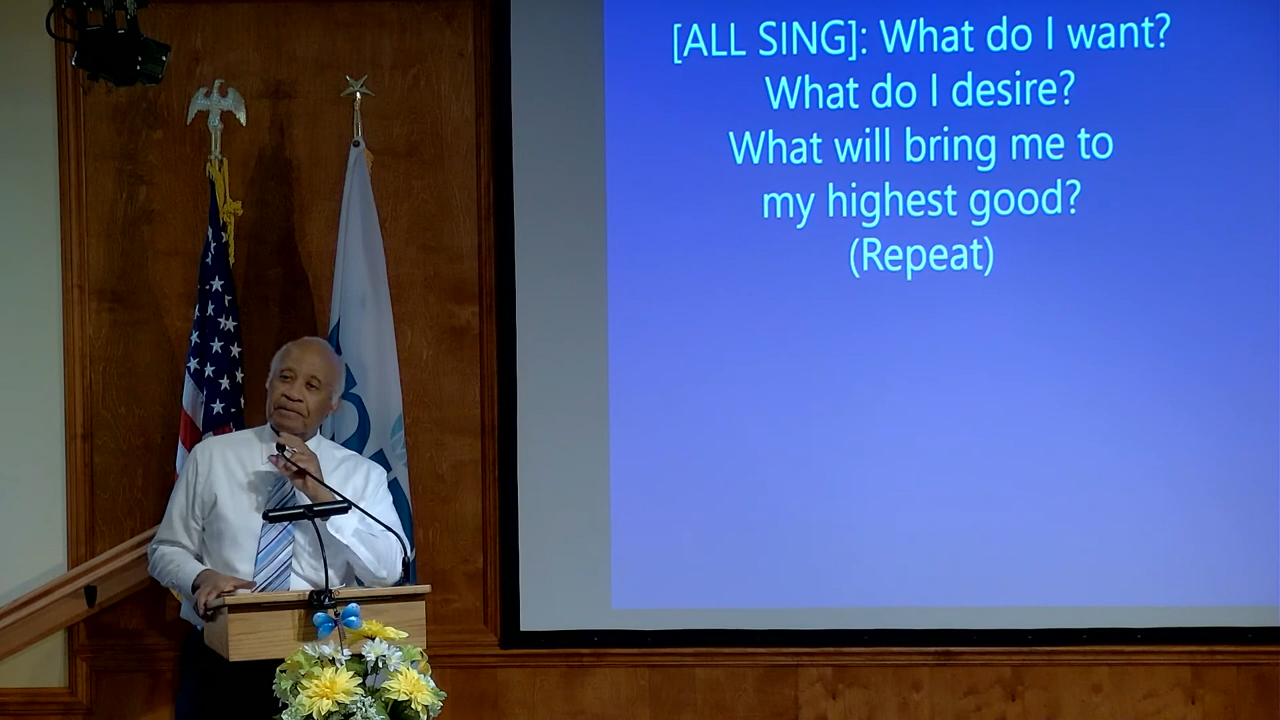 [ALL SING]: What do I want?
What do I desire?
What will bring me to
my highest good?
(Repeat)